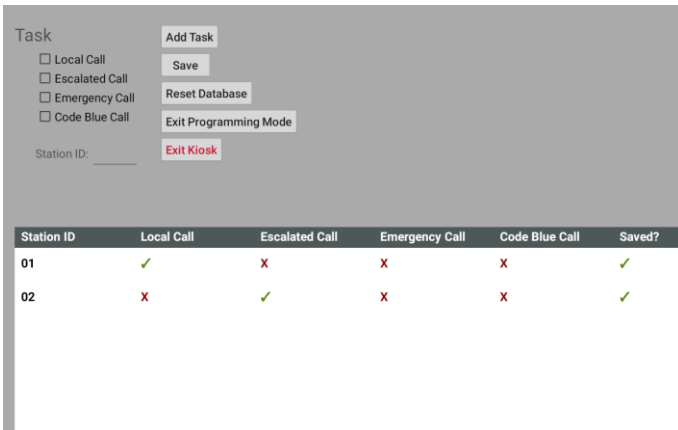 Task
Local Call
Escalated Call
Emergency Call
Code Blue Call
Station ID:
Add Task
Save
Reset Database
Exit Programming Mode
Exit Kiosk
Station ID Local Call Escalated Call Emergency Call Code Blue Call Saved?
01 ✓ X X X ✓
02 X ✓ X X ✓